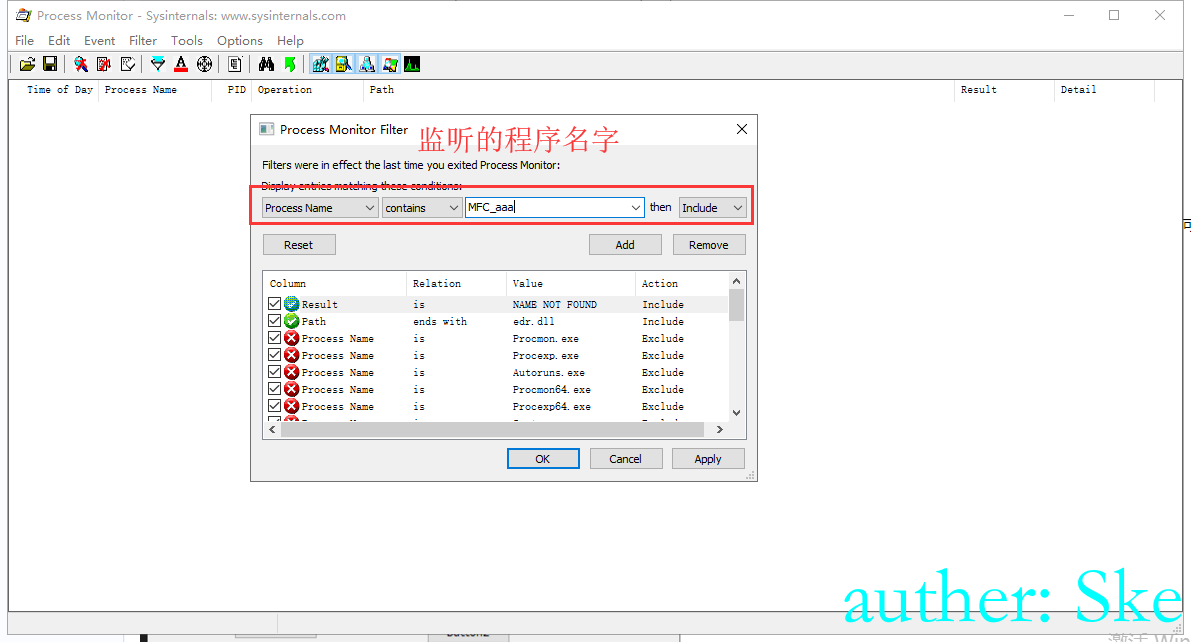 Process Monitor - Sysinternals: www.sysinternals.com
File Edit Event Filter Tools Options Help
Time of Day Process Name PID Operation Path Result Detail
Process Monitor Filter
监听的程序名字
Filters were in effect the last time you exited Process Monitor:
Display entries matching these conditions:
Process Name contains MFC_aaa then Include
Reset Add Remove
Column Relation Value Action
Result is NAME NOT FOUND Include
Path ends with edr.dll Include
Process Name is Procmon.exe Exclude
Process Name is Procexp.exe Exclude
Process Name is Autoruns.exe Exclude
Process Name is Procmon64.exe Exclude
Process Name is Procexp64.exe Exclude
OK Cancel Apply
auther: Ske